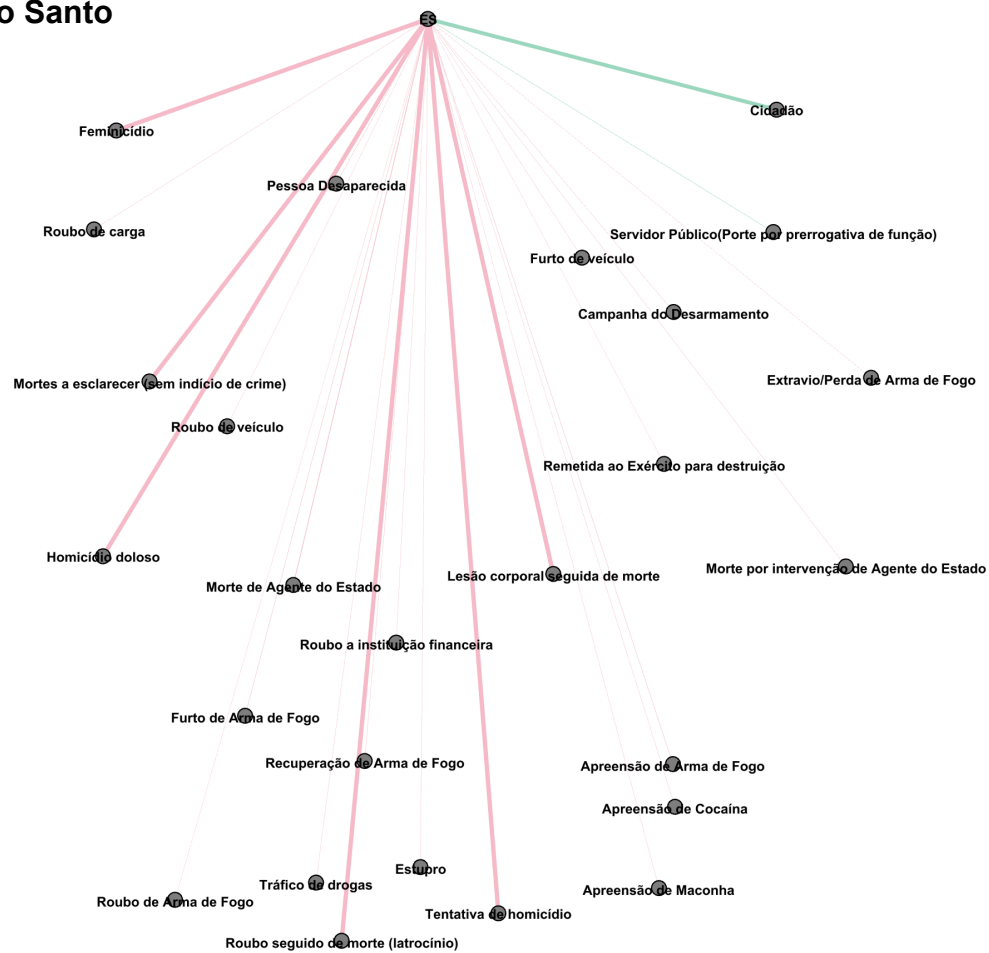 o Santo
ES
Cidadão
Feminicídio
Pessoa Desaparecida
Roubo de carga
Servidor Público(Porte por prerrogativa de função)
Furto de veículo
Campanha do Desarmamento
Extravio/Perda de Arma de Fogo
Mortes a esclarecer (sem indício de crime)
Roubo de veículo
Remetida ao Exército para destruição
Homicídio doloso
Morte por intervenção de Agente do Estado
Lesão corporal seguida de morte
Morte de Agente do Estado
Roubo a instituição financeira
Furto de Arma de Fogo
Recuperação de Arma de Fogo
Apreensão de Arma de Fogo
Apreensão de Cocaína
Estupro
Tráfico de drogas
Apreensão de Maconha
Roubo de Arma de Fogo
Tentativa de homicídio
Roubo seguido de morte (latrocínio)